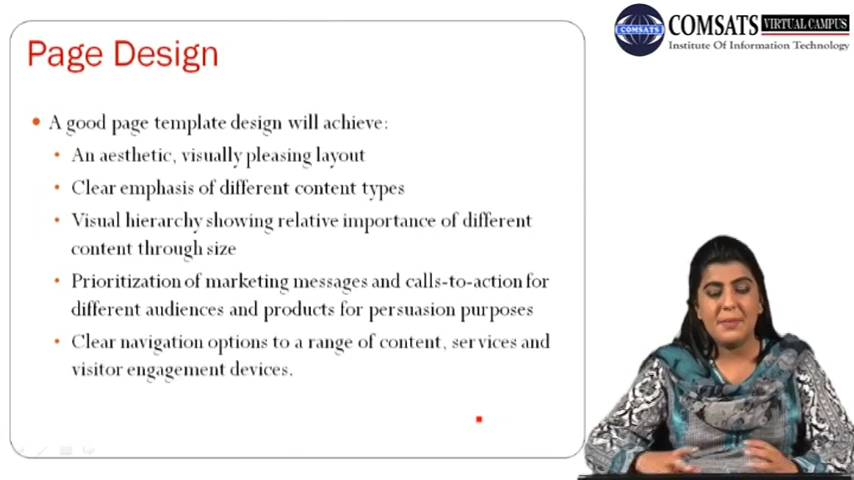 Page Design
COMSATS VIRTUAL CAMPUS
COMSATS
Institute Of Information Technology
A good page template design will achieve:
An aesthetic, visually pleasing layout
Clear emphasis of different content types
Visual hierarchy showing relative importance of different
content through size
Prioritization of marketing messages and calls-to-action for
different audiences and products for persuasion purposes
Clear navigation options to a range of content, services and
visitor engagement devices.